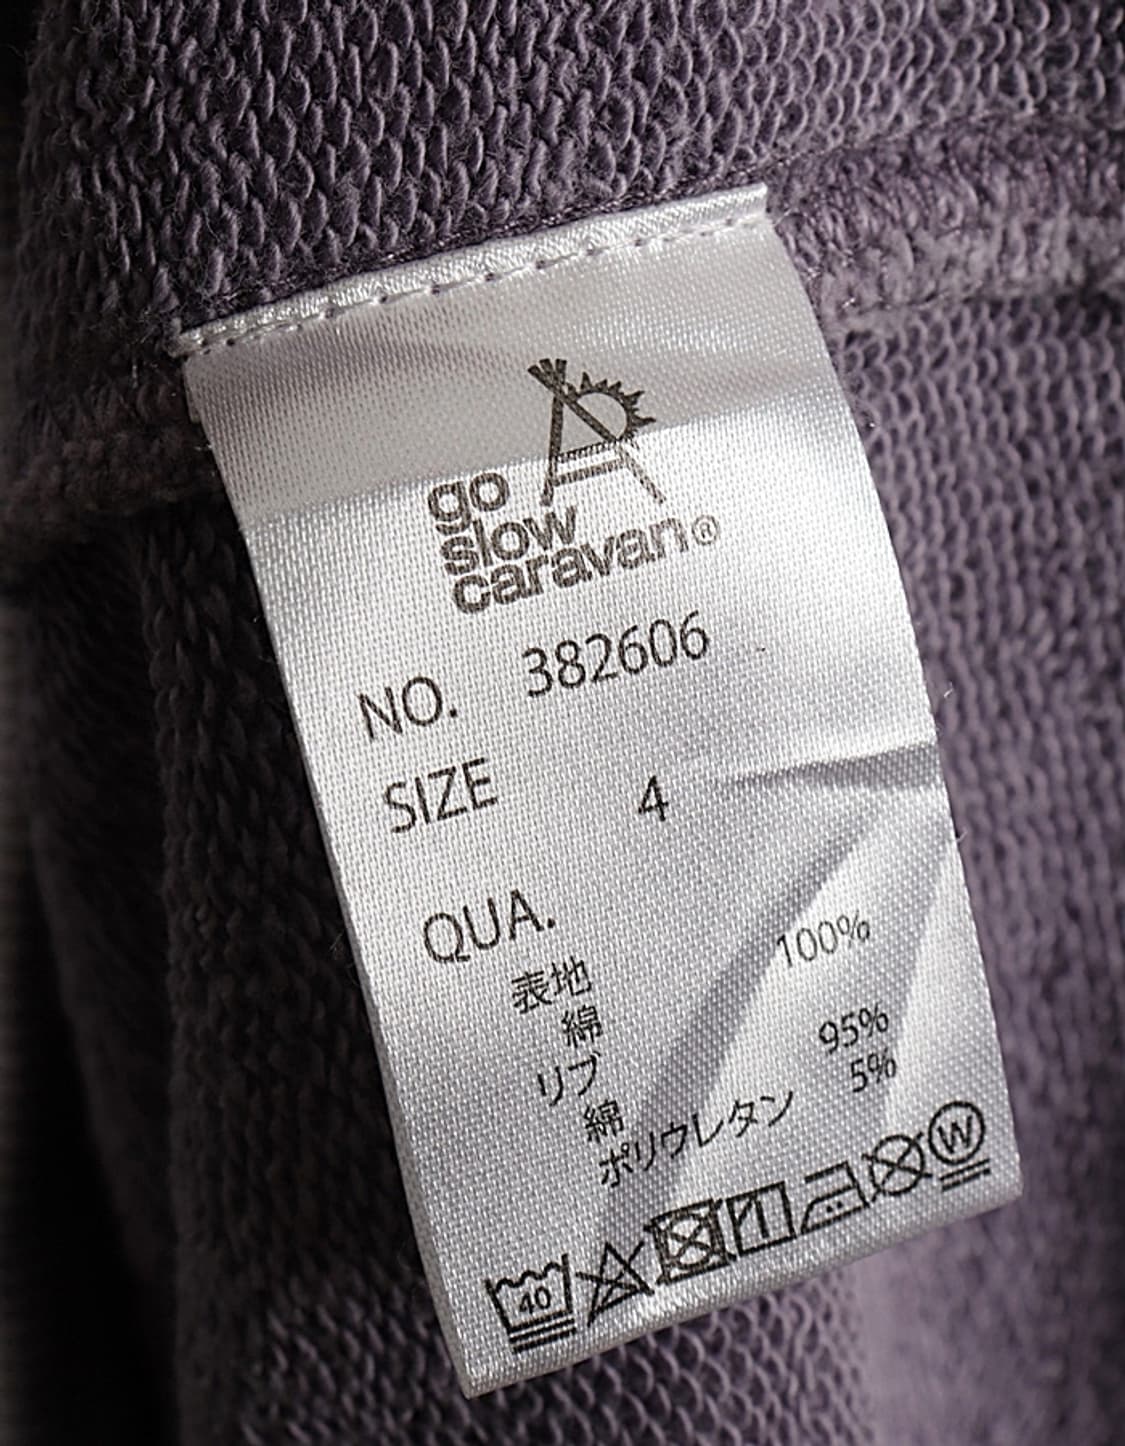 go
slow
caravan®
NO. 382606
SIZE 4
QUA.
表地
綿 100%
リブ
綿 95%
ポリウレタン 5%
40
W